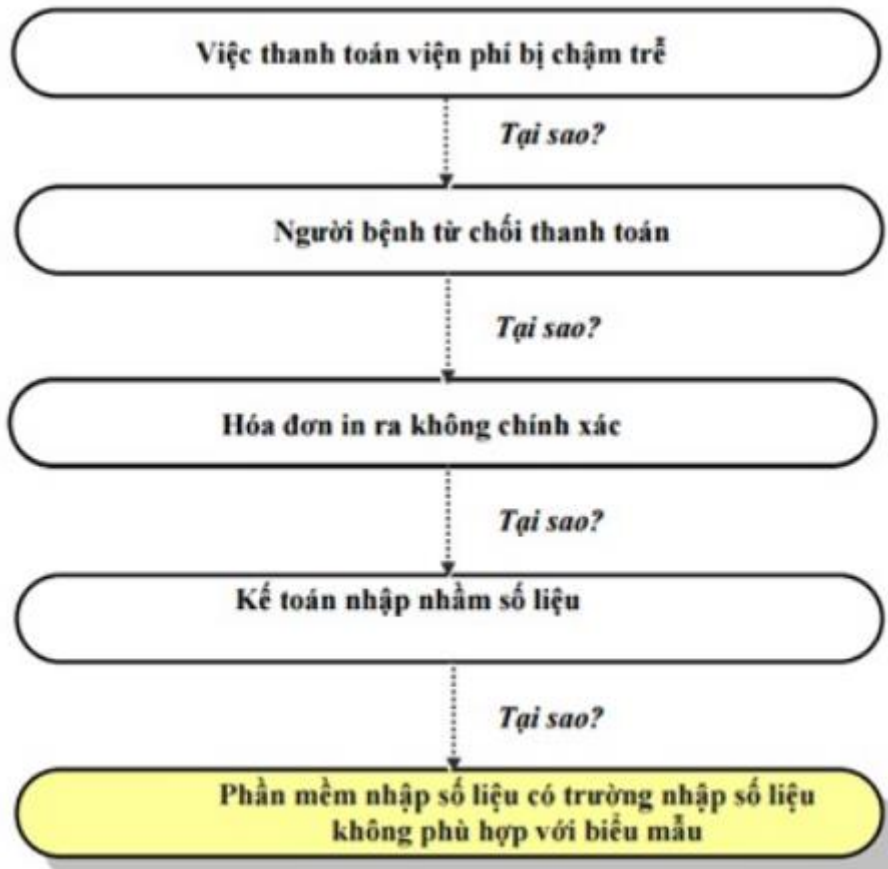 Việc thanh toán viện phí bị chậm trễ
Tại sao?
Người bệnh từ chối thanh toán
Tại sao?
Hóa đơn in ra không chính xác
Tại sao?
Kế toán nhập nhầm số liệu
Tại sao?
Phần mềm nhập số liệu có trường nhập số liệu
không phù hợp với biểu mẫu